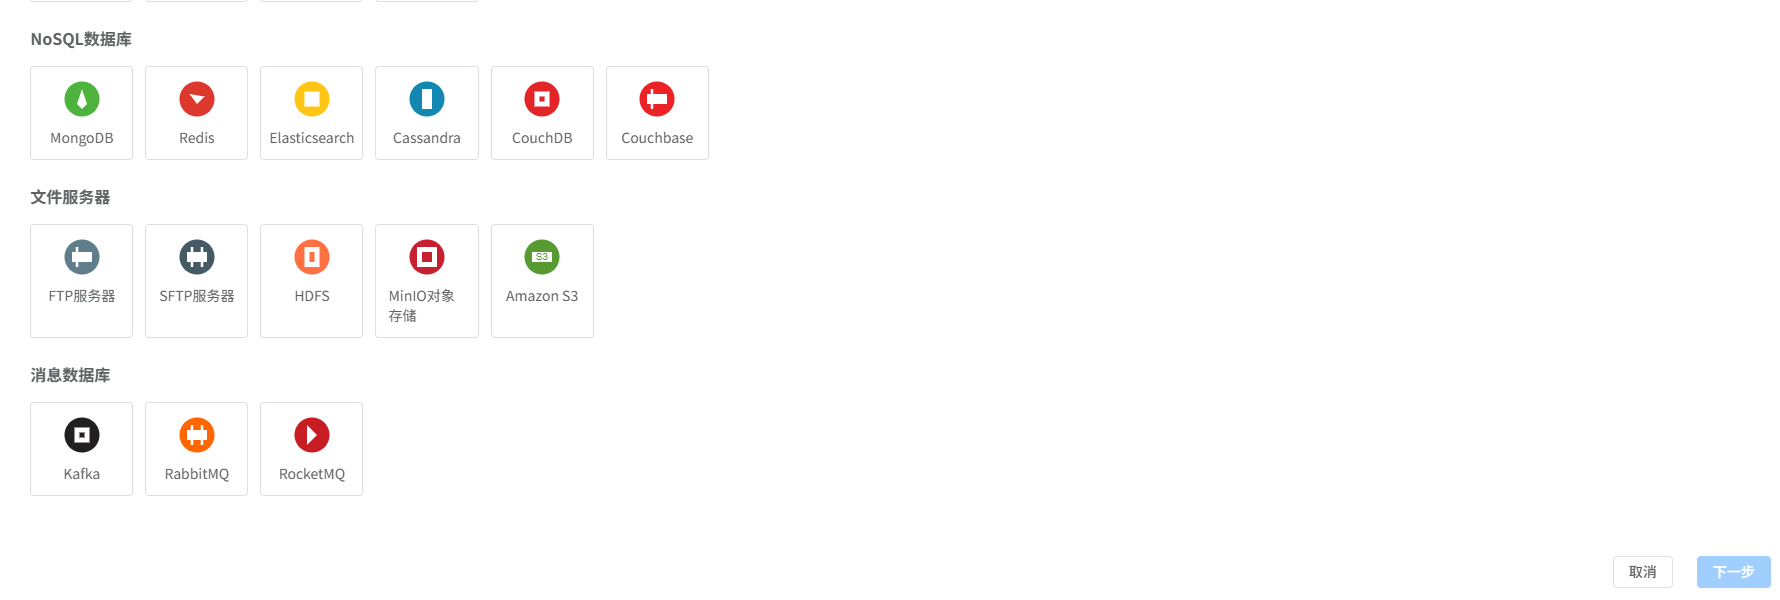 NoSQL数据库
MongoDB Redis Elasticsearch Cassandra CouchDB Couchbase
文件服务器
S3
FTP服务器 SFTP服务器 HDFS MinIO对象 Amazon S3
存储
消息数据库
Kafka RabbitMQ RocketMQ
取消 下一步